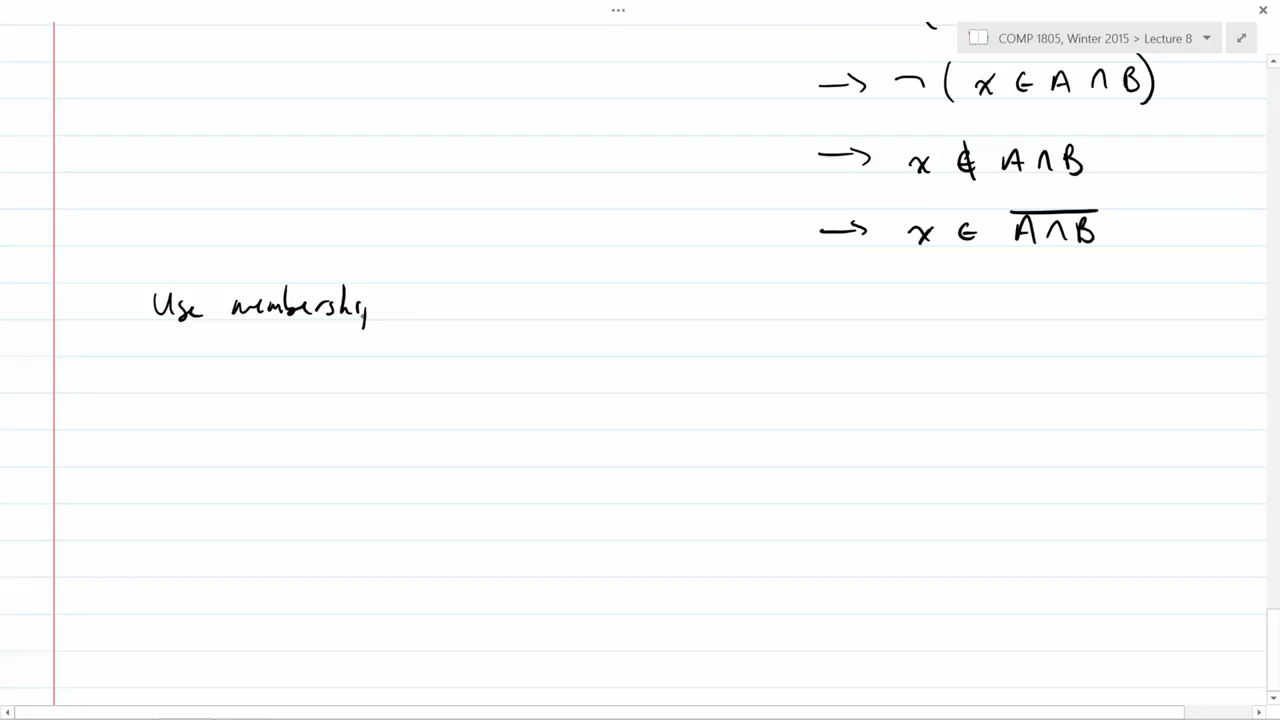 COMP 1805, Winter 2015 > Lecture 8
→ ¬ ( x ∈ A ∩ B )
→ x ∉ A ∩ B
→ x ∈ A̅ ̅∩̅ ̅B̅
Use membership